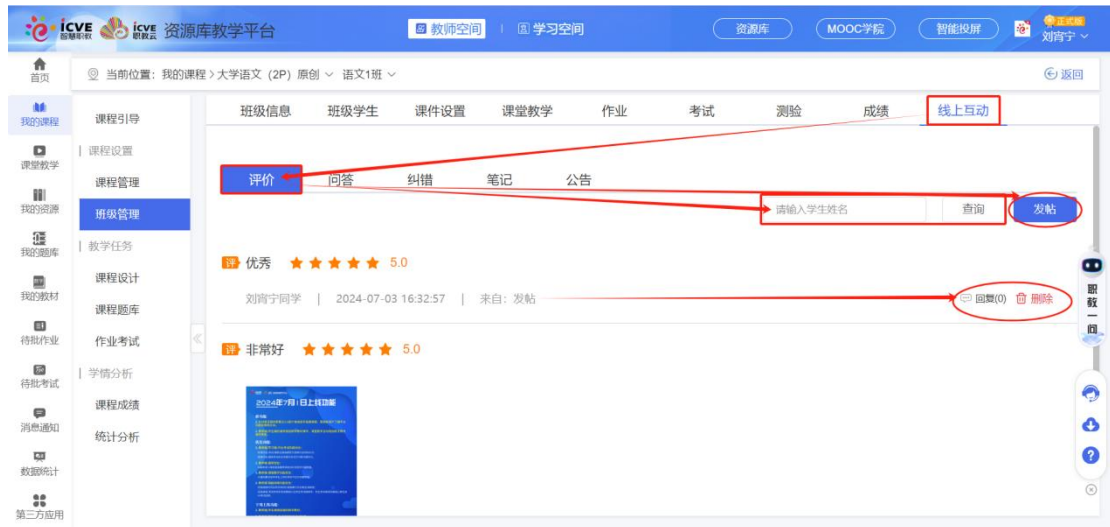 iCVE 智慧职教 iCVE 职教云 资源库教学平台 教师空间 学习空间 资源库 MOOC学院 智能投屏 正式版 刘宵宁
首页
当前位置：我的课程 > 大学语文（2P）原创 语文1班
返回
我的课程
课堂教学
我的资源
我的题库
我的教材
待批作业
待批考试
消息通知
数据统计
第三方应用
课程引导
课程设置
课程管理
班级管理
教学任务
课程设计
课程题库
作业考试
学情分析
课程成绩
统计分析
班级信息 班级学生 课件设置 课堂教学 作业 考试 测验 成绩 线上互动
评价 问答 纠错 笔记 公告
请输入学生姓名 查询 发帖
评 优秀 5.0
刘宵宁同学 | 2024-07-03 16:32:57 | 来自：发帖 回复(0) 删除
评 非常好 5.0
2024年7月1日上线功能
职教一问